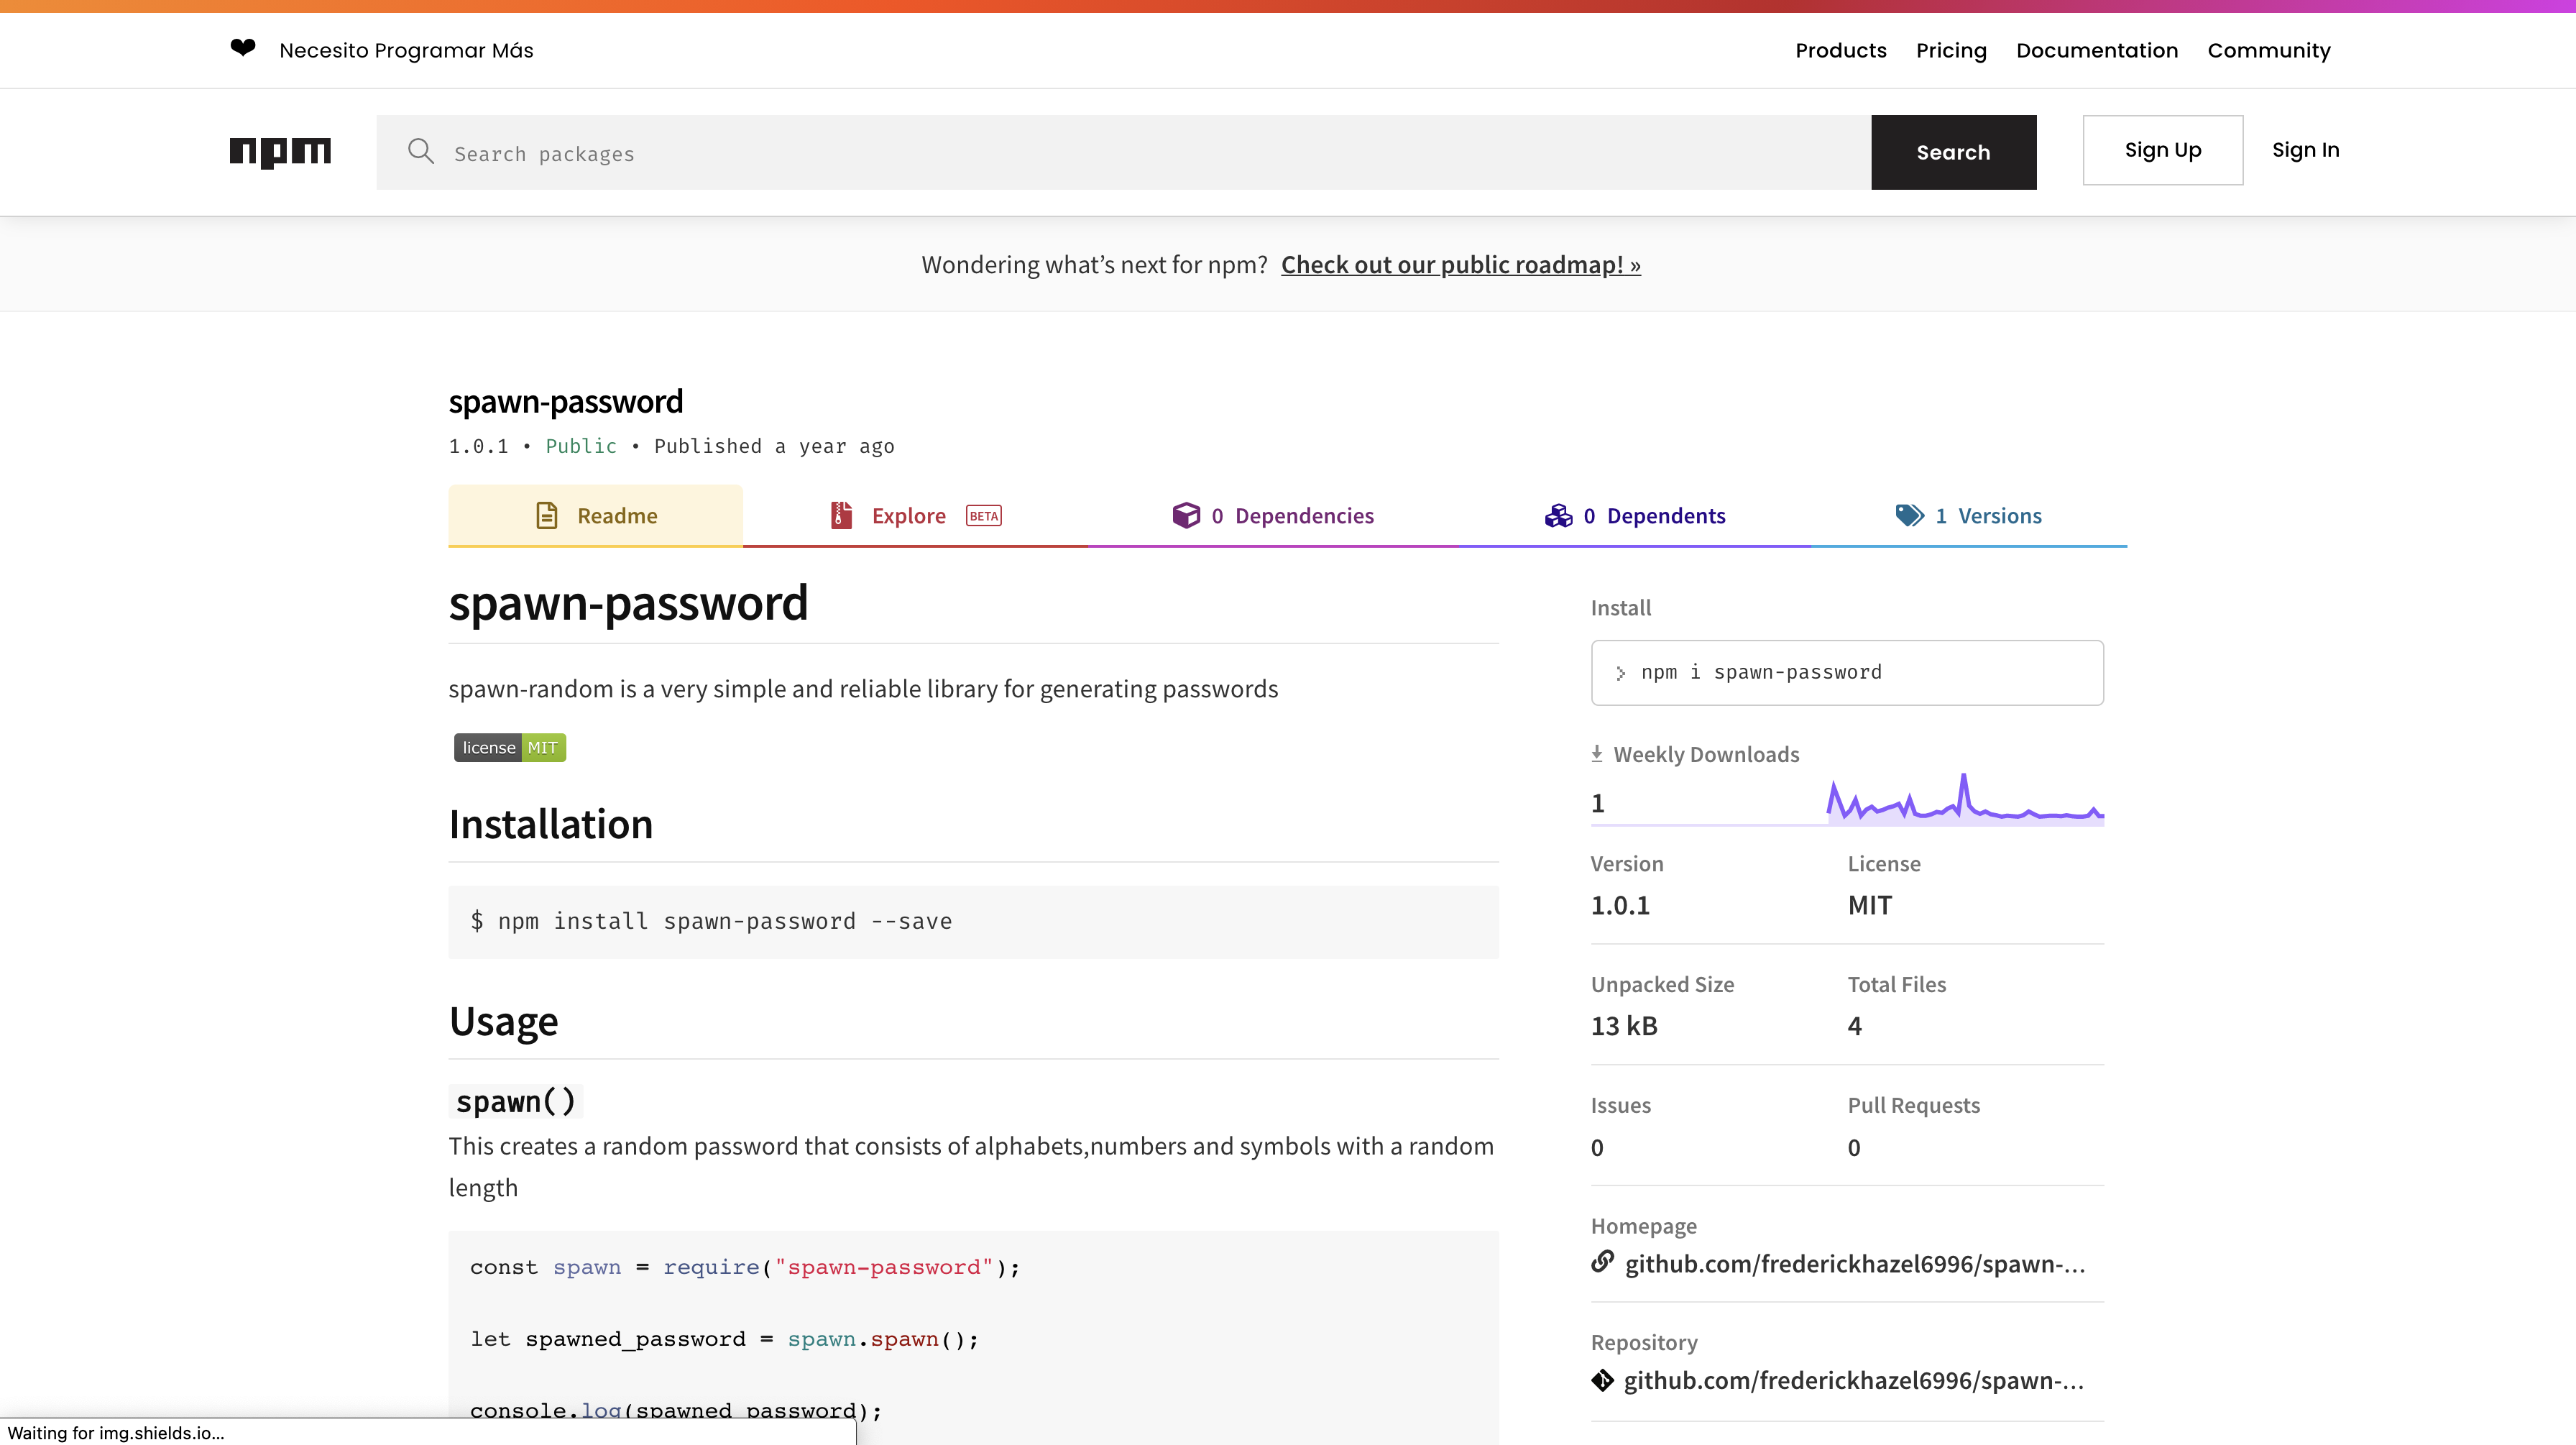 ❤ Necesito Programar Más
Products Pricing Documentation Community
npm
Search packages
Search
Sign Up
Sign In
Wondering what’s next for npm? Check out our public roadmap! »
spawn-password
1.0.1 • Public • Published a year ago
Readme
Explore BETA
0 Dependencies
0 Dependents
1 Versions
spawn-password
spawn-random is a very simple and reliable library for generating passwords
license MIT
Installation
$ npm install spawn-password --save
Usage
spawn()
This creates a random password that consists of alphabets,numbers and symbols with a random
length
const spawn = require("spawn-password");
let spawned_password = spawn.spawn();
console.log(spawned_password);
Install
npm i spawn-password
Weekly Downloads
1
Version
1.0.1
License
MIT
Unpacked Size
13 kB
Total Files
4
Issues
0
Pull Requests
0
Homepage
github.com/frederickhazel6996/spawn-...
Repository
github.com/frederickhazel6996/spawn-...
Waiting for img.shields.io...